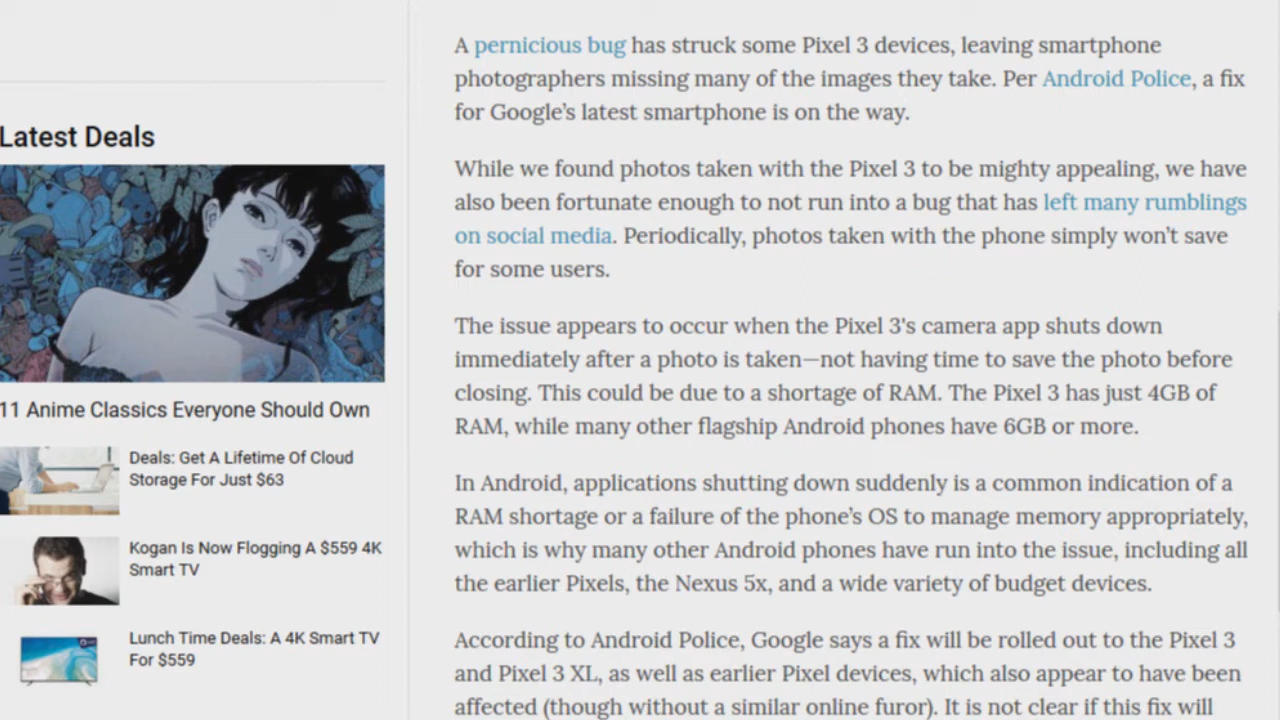 Latest Deals
11 Anime Classics Everyone Should Own
Deals: Get A Lifetime Of Cloud
Storage For Just $63
Kogan Is Now Flogging A $559 4K
Smart TV
Lunch Time Deals: A 4K Smart TV
For $559
A pernicious bug has struck some Pixel 3 devices, leaving smartphone
photographers missing many of the images they take. Per Android Police, a fix
for Google’s latest smartphone is on the way.
While we found photos taken with the Pixel 3 to be mighty appealing, we have
also been fortunate enough to not run into a bug that has left many rumblings
on social media. Periodically, photos taken with the phone simply won’t save
for some users.
The issue appears to occur when the Pixel 3's camera app shuts down
immediately after a photo is taken—not having time to save the photo before
closing. This could be due to a shortage of RAM. The Pixel 3 has just 4GB of
RAM, while many other flagship Android phones have 6GB or more.
In Android, applications shutting down suddenly is a common indication of a
RAM shortage or a failure of the phone’s OS to manage memory appropriately,
which is why many other Android phones have run into the issue, including all
the earlier Pixels, the Nexus 5x, and a wide variety of budget devices.
According to Android Police, Google says a fix will be rolled out to the Pixel 3
and Pixel 3 XL, as well as earlier Pixel devices, which also appear to have been
affected (though without a similar online furor). It is not clear if this fix will